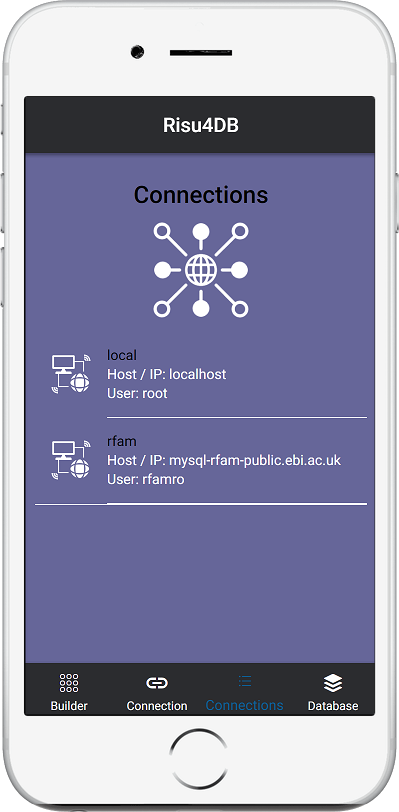 Risu4DB
Connections
local
Host / IP: localhost
User: root
rfam
Host / IP: mysql-rfam-public.ebi.ac.uk
User: rfamro
Builder
Connection
Connections
Database